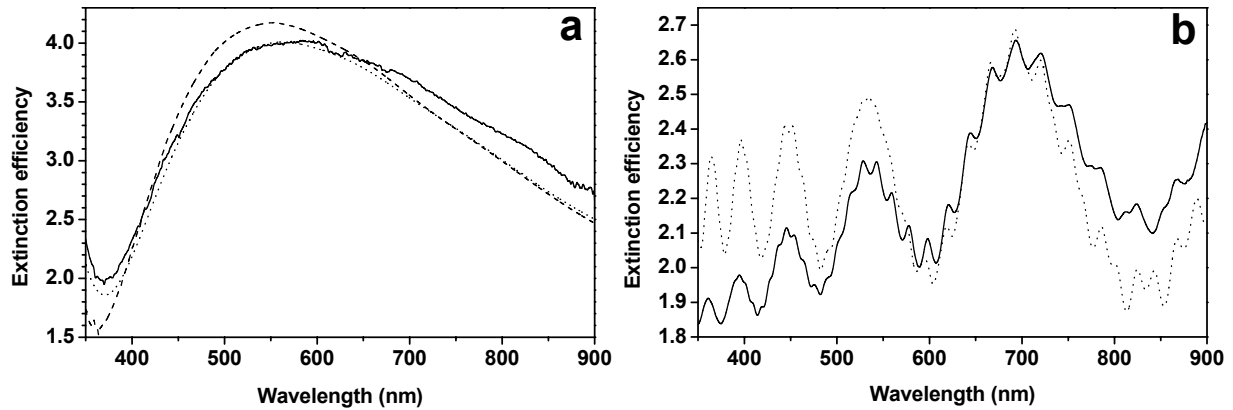 a
Extinction efficiency
4.0
3.5
3.0
2.5
2.0
1.5
400 500 600 700 800 900
Wavelength (nm)
b
Extinction efficiency
2.7
2.6
2.5
2.4
2.3
2.2
2.1
2.0
1.9
1.8
400 500 600 700 800 900
Wavelength (nm)